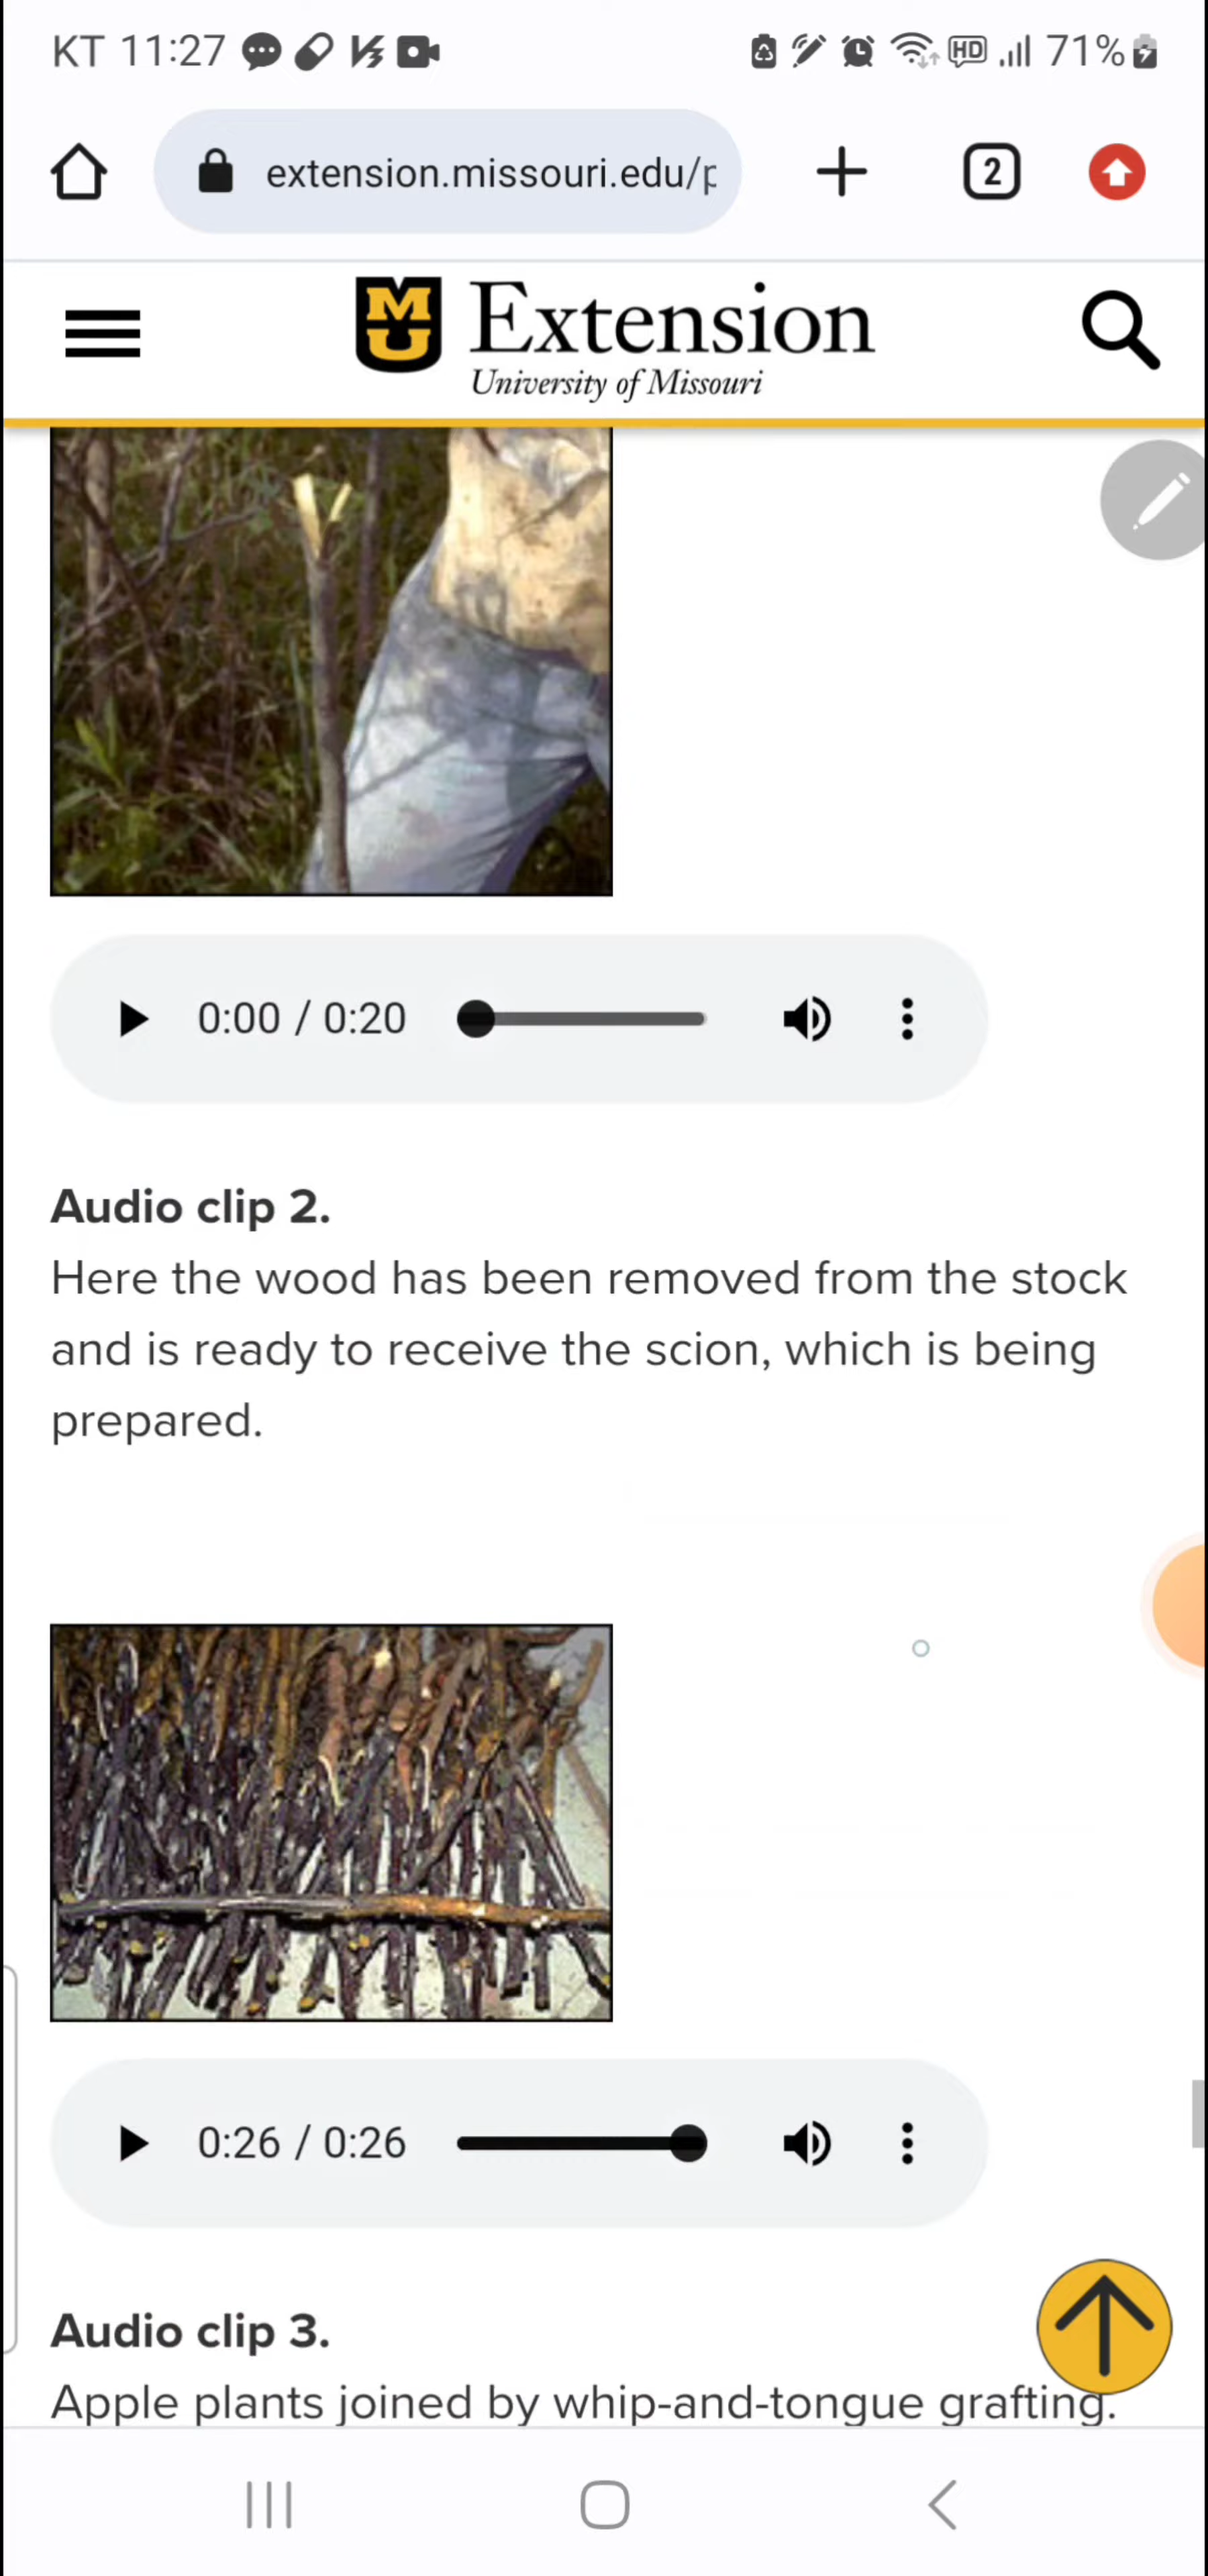 KT 11:27
HD 71%
extension.missouri.edu/p
2
MU Extension
University of Missouri
0:00 / 0:20
Audio clip 2.
Here the wood has been removed from the stock
and is ready to receive the scion, which is being
prepared.
0:26 / 0:26
Audio clip 3.
Apple plants joined by whip-and-tongue grafting.